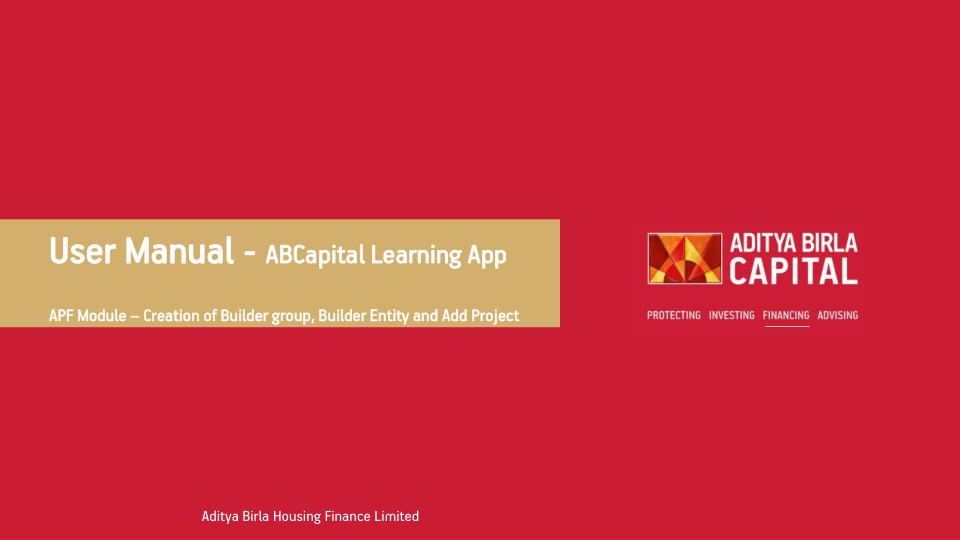 User Manual - ABCapital Learning App
APF Module – Creation of Builder group, Builder Entity and Add Project
ADITYA BIRLA
CAPITAL
PROTECTING INVESTING FINANCING ADVISING
Aditya Birla Housing Finance Limited